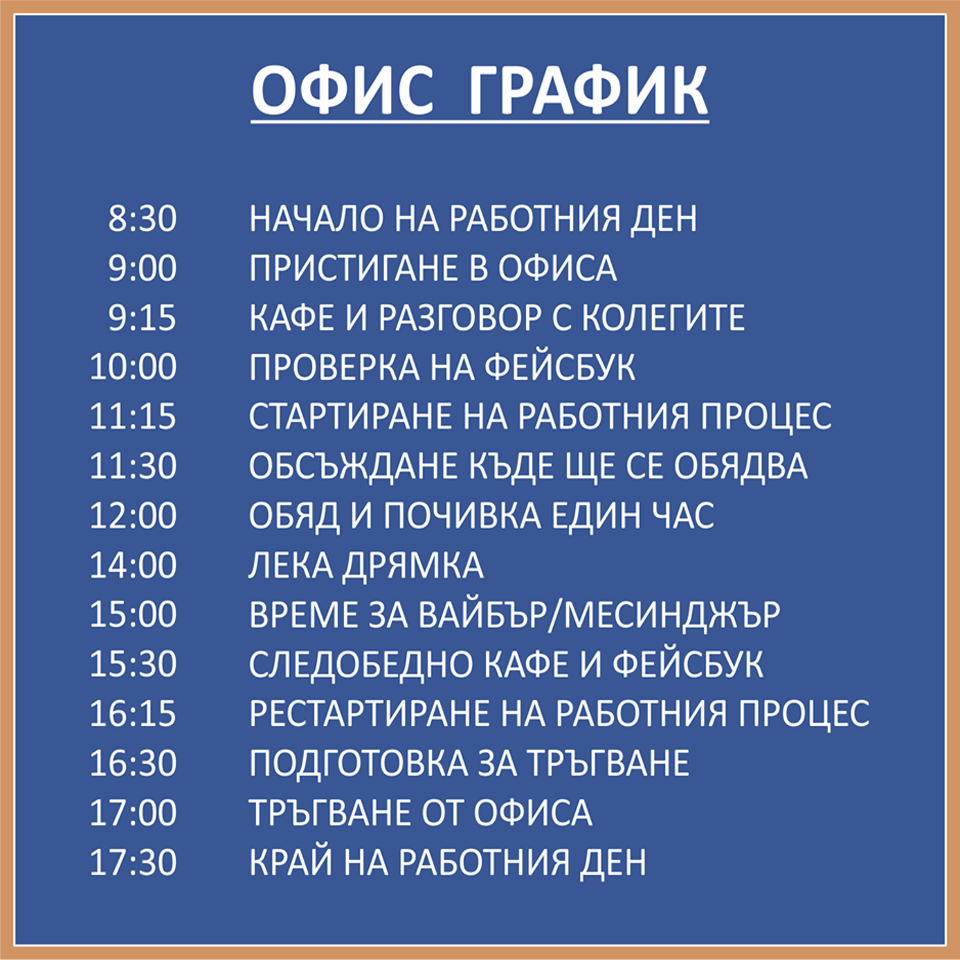 ОФИС ГРАФИК
8:30 НАЧАЛО НА РАБОТНИЯ ДЕН
9:00 ПРИСТИГАНЕ В ОФИСА
9:15 КАФЕ И РАЗГОВОР С КОЛЕГИТЕ
10:00 ПРОВЕРКА НА ФЕЙСБУК
11:15 СТАРТИРАНЕ НА РАБОТНИЯ ПРОЦЕС
11:30 ОБСЪЖДАНЕ КЪДЕ ЩЕ СЕ ОБЯДВА
12:00 ОБЯД И ПОЧИВКА ЕДИН ЧАС
14:00 ЛЕКА ДРЯМКА
15:00 ВРЕМЕ ЗА ВАЙБЪР/МЕСИНДЖЪР
15:30 СЛЕДОБЕДНО КАФЕ И ФЕЙСБУК
16:15 РЕСТАРТИРАНЕ НА РАБОТНИЯ ПРОЦЕС
16:30 ПОДГОТОВКА ЗА ТРЪГВАНЕ
17:00 ТРЪГВАНЕ ОТ ОФИСА
17:30 КРАЙ НА РАБОТНИЯ ДЕН